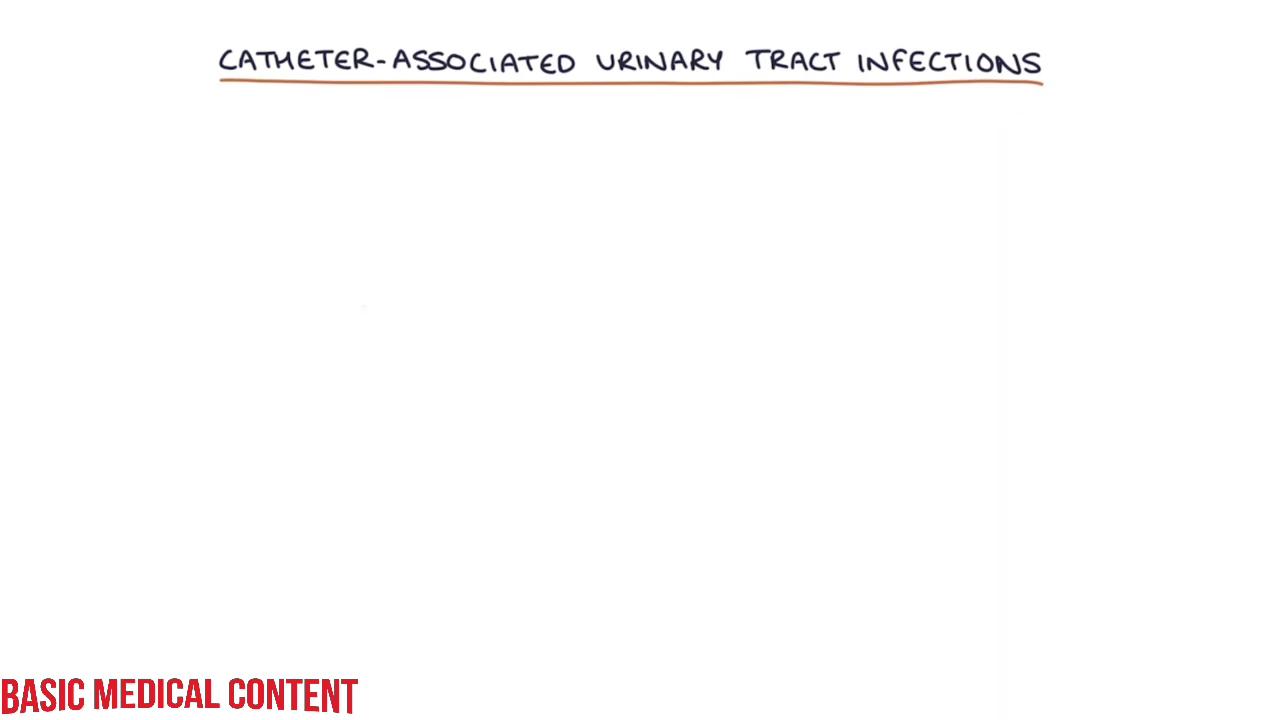 CATHETER-ASSOCIATED URINARY TRACT INFECTIONS
BASIC MEDICAL CONTENT